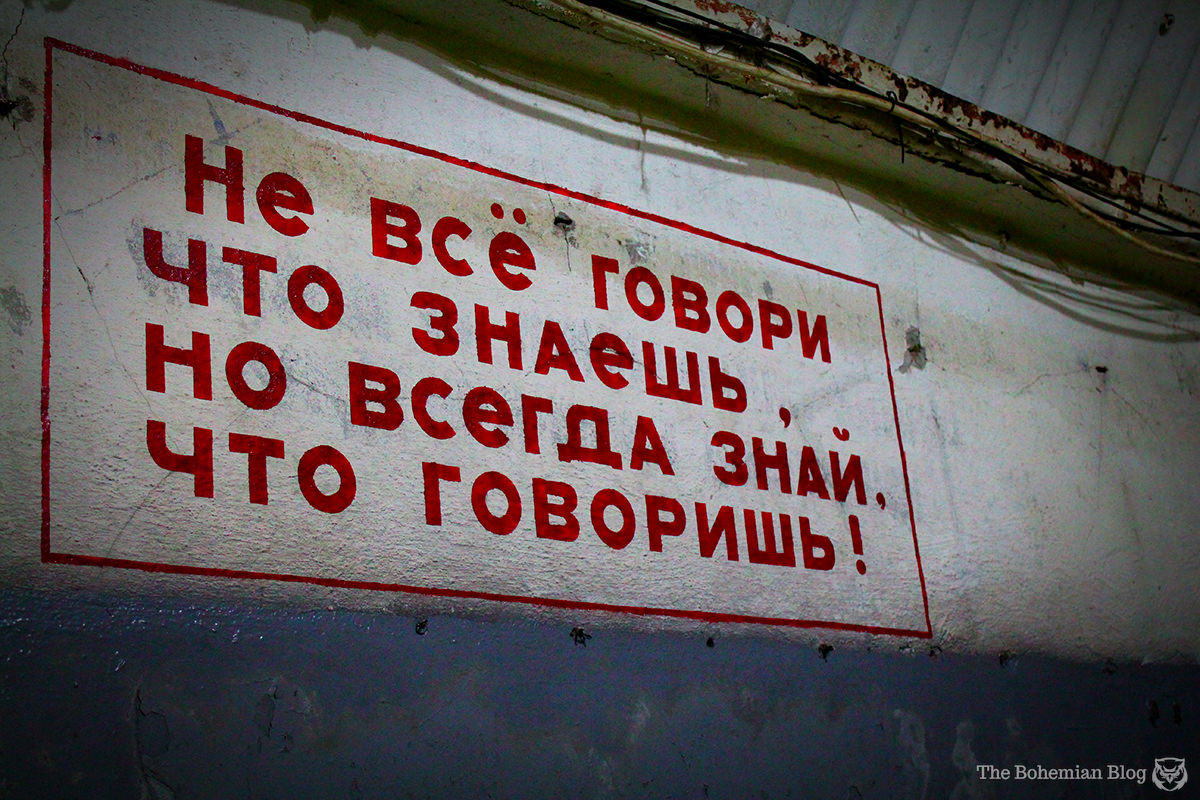 Не всё говори
что знаешь,
но всегда знай,
что говоришь!
The Bohemian Blog